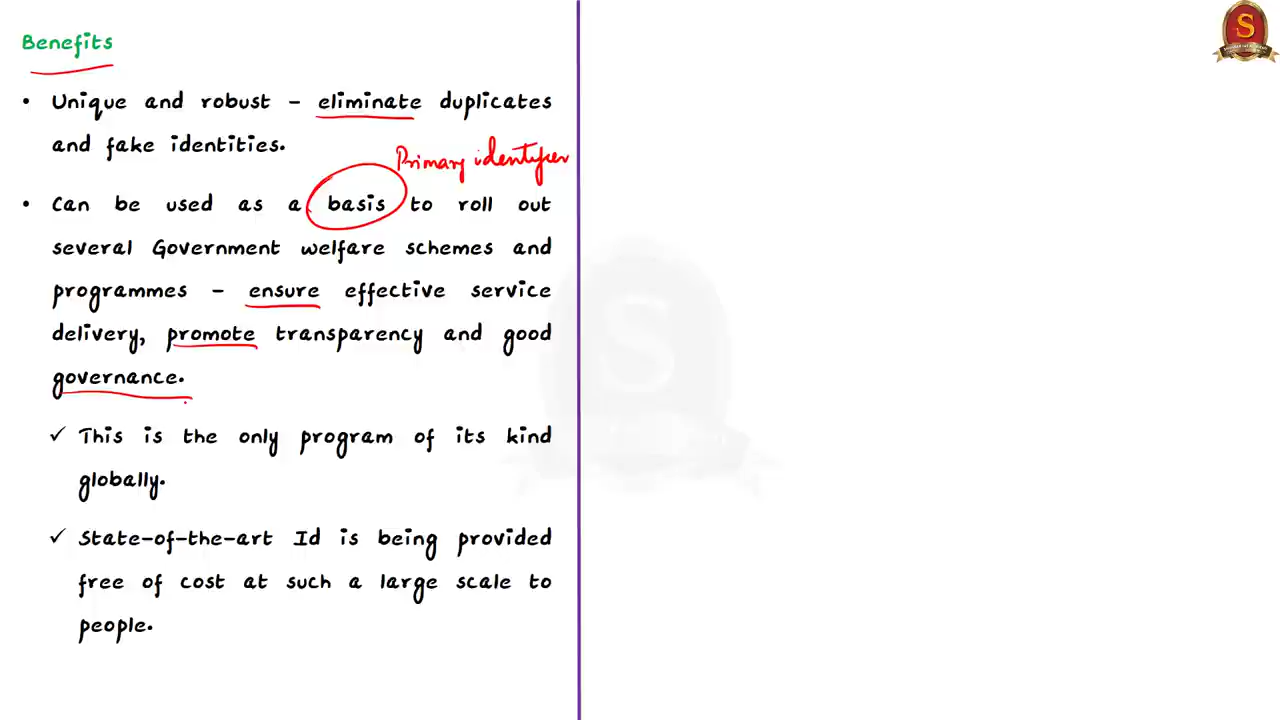 Benefits
• Unique and robust – eliminate duplicates
and fake identities.
Primary identifier
• Can be used as a basis to roll out
several Government welfare schemes and
programmes – ensure effective service
delivery, promote transparency and good
governance.
✓ This is the only program of its kind
globally.
✓ State-of-the-art Id is being provided
free of cost at such a large scale to
people.
S
S